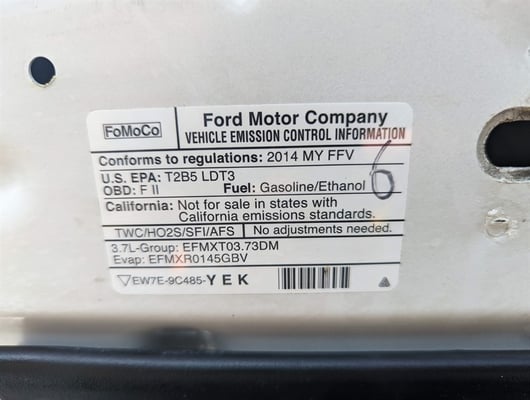 FoMoCo
Ford Motor Company
VEHICLE EMISSION CONTROL INFORMATION
Conforms to regulations: 2014 MY FFV
U.S. EPA: T2B5 LDT3
OBD: F II Fuel: Gasoline/Ethanol
6
California: Not for sale in states with
California emissions standards.
TWC/HO2S/SFI/AFS No adjustments needed.
3.7L-Group: EFMXT03.73DM
Evap: EFMXR0145GBV
EW7E-9C485-YEK